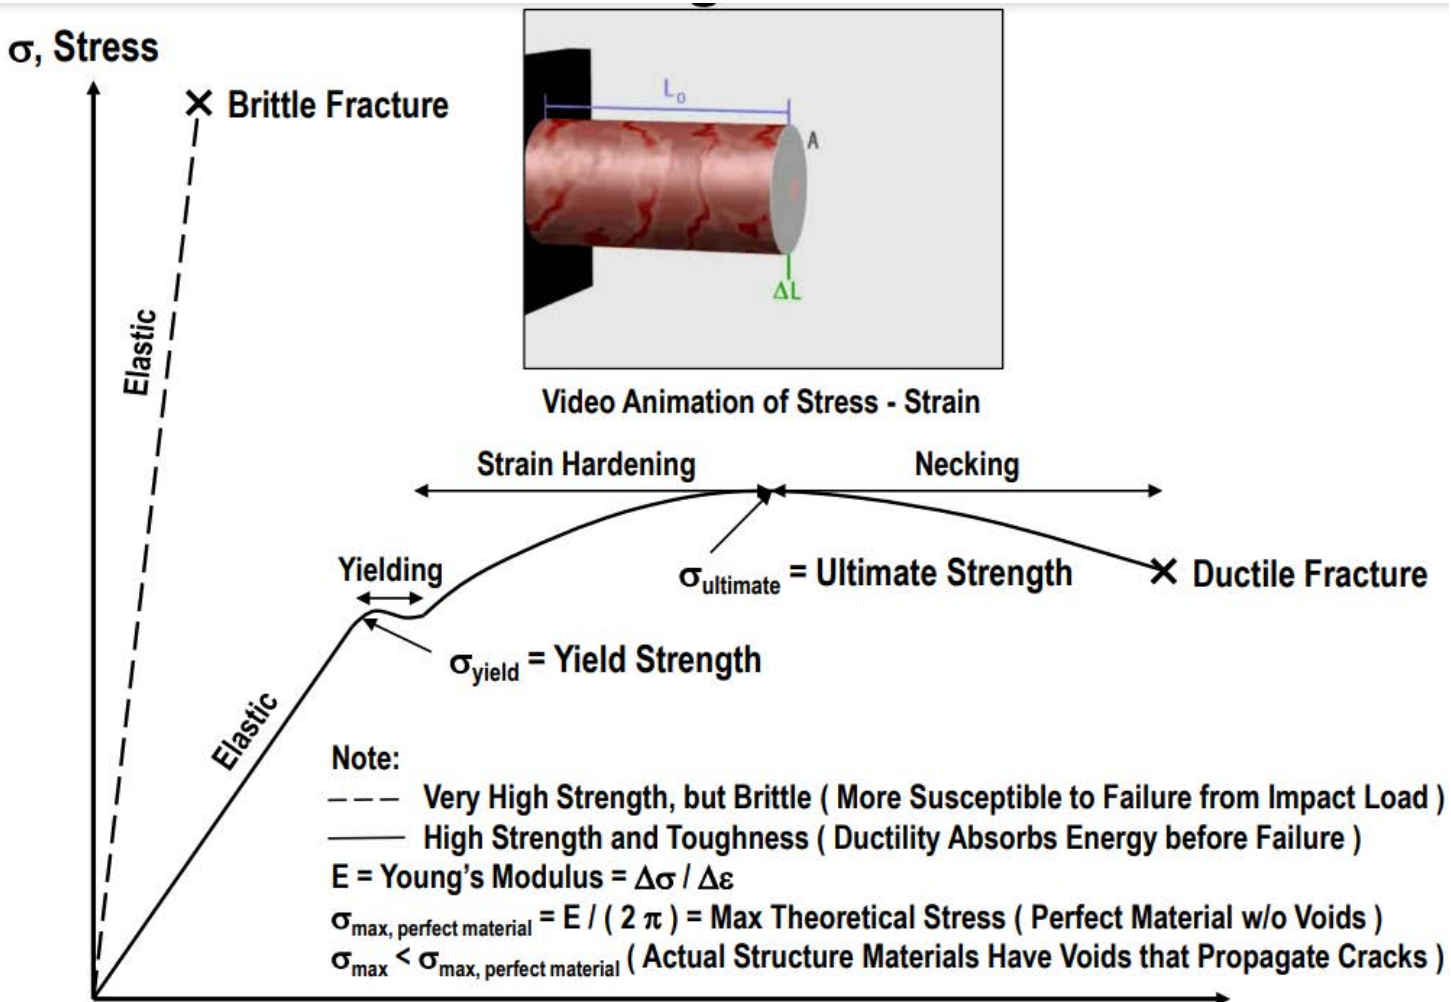 σ, Stress
Brittle Fracture
L₀
A
ΔL
Elastic
Video Animation of Stress - Strain
Strain Hardening
Necking
Yielding
σultimate = Ultimate Strength
Ductile Fracture
σyield = Yield Strength
Elastic
Note:
Very High Strength, but Brittle ( More Susceptible to Failure from Impact Load )
High Strength and Toughness ( Ductility Absorbs Energy before Failure )
E = Young's Modulus = Δσ / Δε
σmax, perfect material = E / ( 2 π ) = Max Theoretical Stress ( Perfect Material w/o Voids )
σmax < σmax, perfect material ( Actual Structure Materials Have Voids that Propagate Cracks )